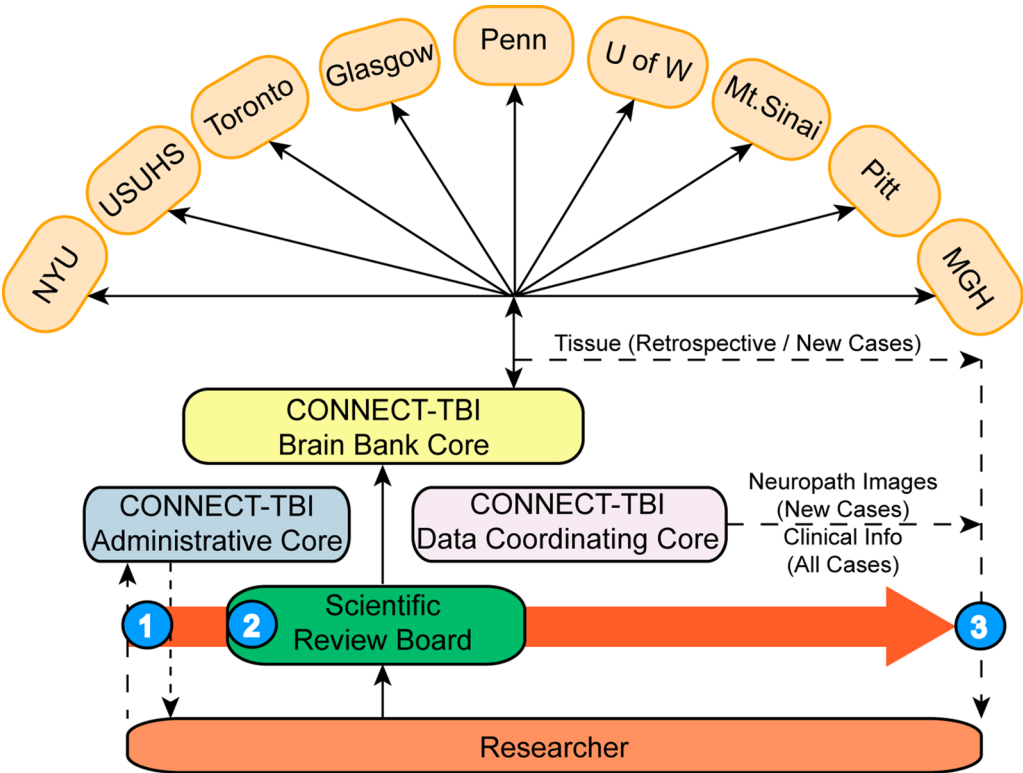 Penn
Glasgow
U of W
Toronto
Mt.Sinai
USUHS
Pitt
NYU
MGH
Tissue (Retrospective / New Cases)
CONNECT-TBI
Brain Bank Core
CONNECT-TBI
Administrative Core
CONNECT-TBI
Data Coordinating Core
Neuropath Images
(New Cases)
Clinical Info
(All Cases)
1
2
Scientific
Review Board
3
Researcher